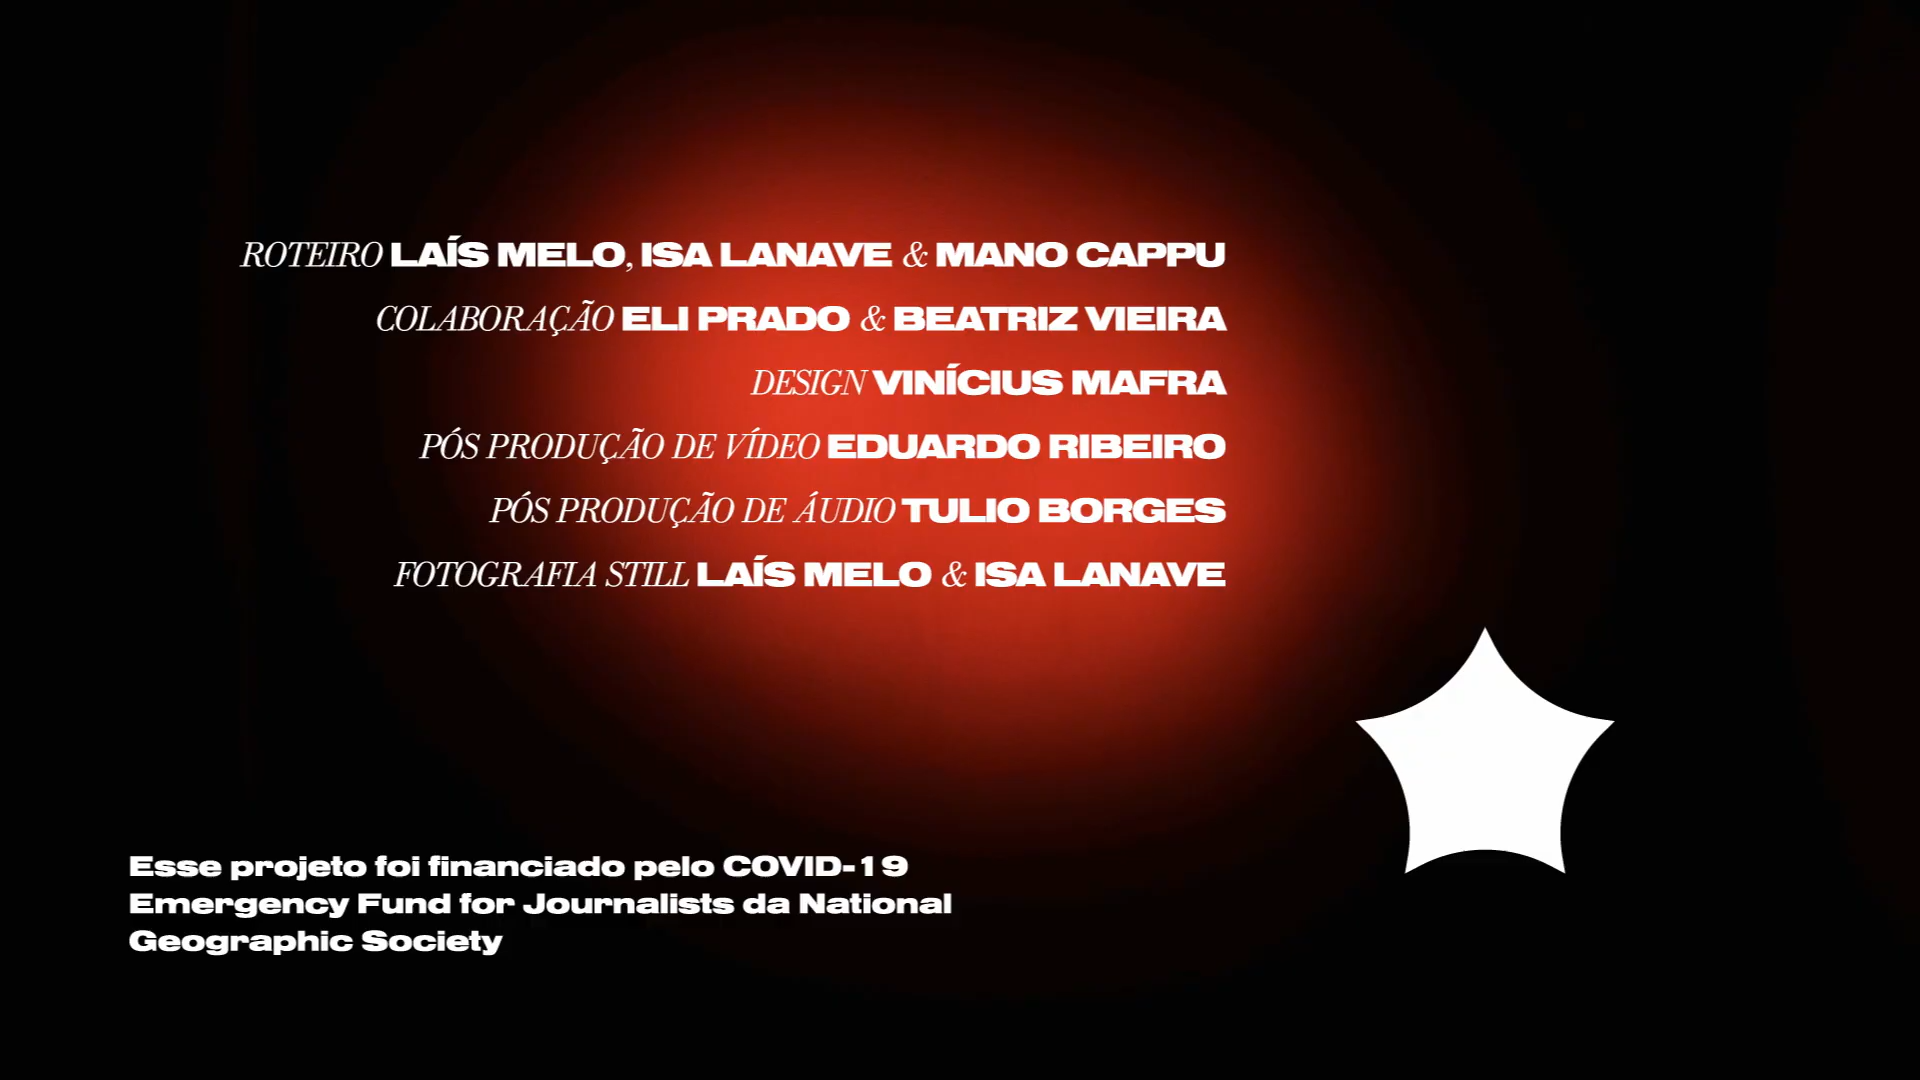 ROTEIRO LAÍS MELO, ISA LANAVE & MANO CAPPU
COLABORAÇÃO ELI PRADO & BEATRIZ VIEIRA
DESIGN VINÍCIUS MAFRA
PÓS PRODUÇÃO DE VÍDEO EDUARDO RIBEIRO
PÓS PRODUÇÃO DE ÁUDIO TULIO BORGES
FOTOGRAFIA STILL LAÍS MELO & ISA LANAVE
Esse projeto foi financiado pelo COVID-19
Emergency Fund for Journalists da National
Geographic Society